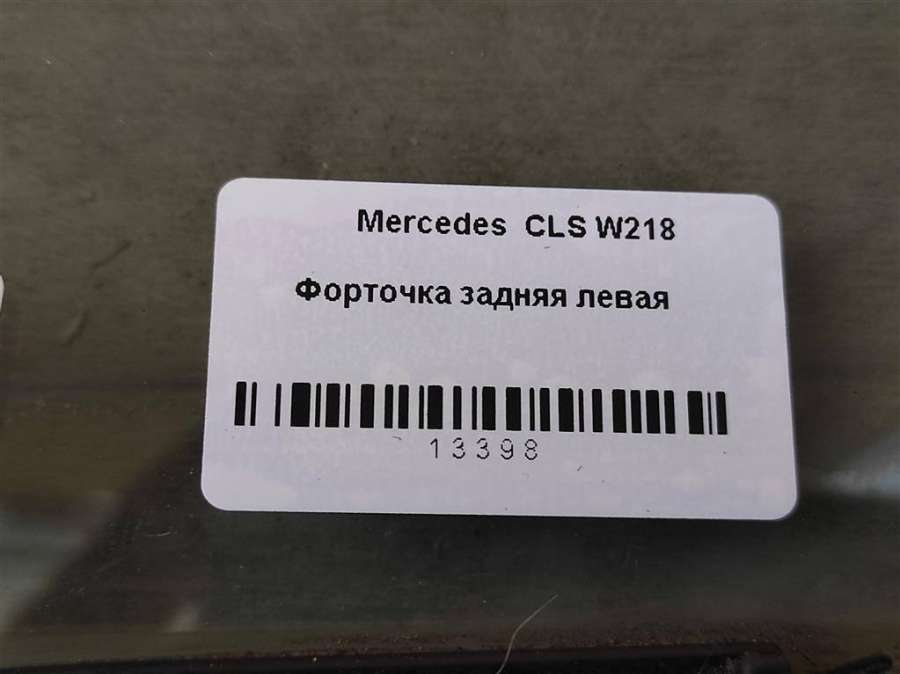 Mercedes CLS W218
Форточка задняя левая
13398